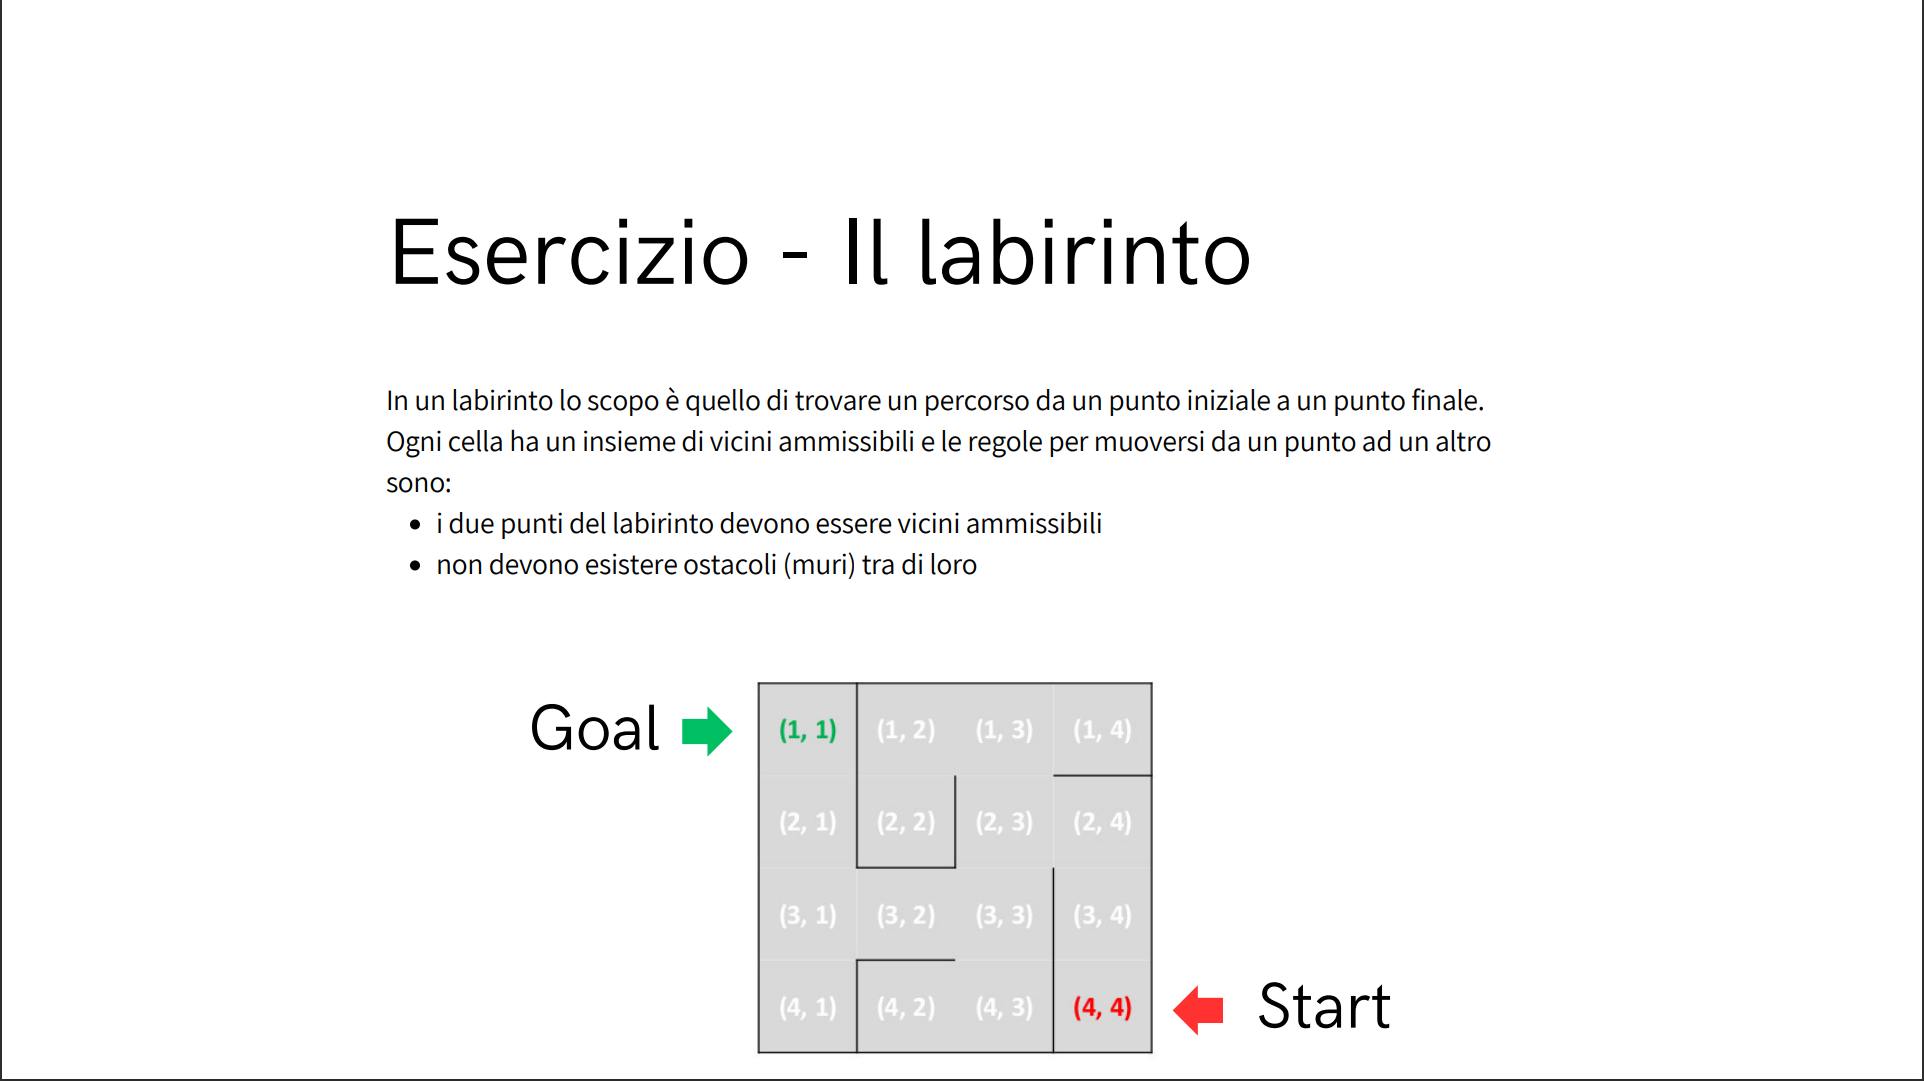 Esercizio - Il labirinto
In un labirinto lo scopo è quello di trovare un percorso da un punto iniziale a un punto finale.
Ogni cella ha un insieme di vicini ammissibili e le regole per muoversi da un punto ad un altro
sono:
• i due punti del labirinto devono essere vicini ammissibili
• non devono esistere ostacoli (muri) tra di loro
Goal (1, 1) (1, 2) (1, 3) (1, 4)
(2, 1) (2, 2) (2, 3) (2, 4)
(3, 1) (3, 2) (3, 3) (3, 4)
(4, 1) (4, 2) (4, 3) (4, 4) Start